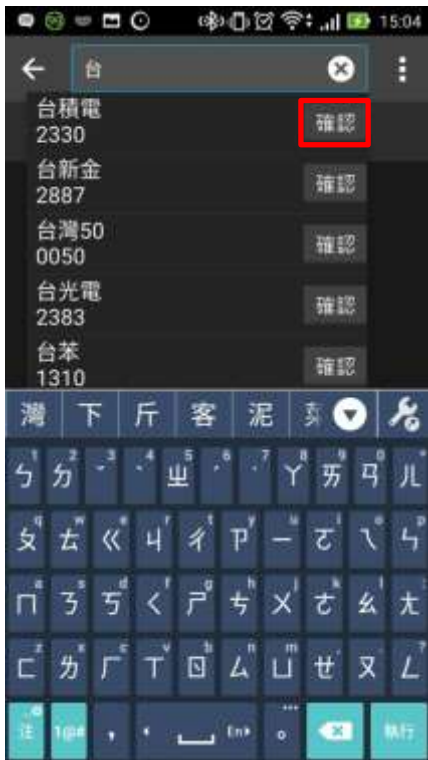 15:04
台
台積電
2330
確認
台新金
2887
確認
台灣50
0050
確認
台光電
2383
確認
台苯
1310
確認
灣 下 斤 客 泥
ㄅ ㄉ ˇ ˋ ㄓ ˊ ˙ ㄚ ㄞ ㄢ ㄦ
ㄆ ㄊ ㄍ ㄐ ㄔ ㄗ ㄧ ㄛ ㄟ ㄣ
ㄇ ㄋ ㄎ ㄑ ㄕ ㄘ ㄨ ㄜ ㄠ ㄤ
ㄈ ㄌ ㄏ ㄒ ㄖ ㄙ ㄩ ㄝ ㄡ ㄥ
注 1@# , En 。 執行